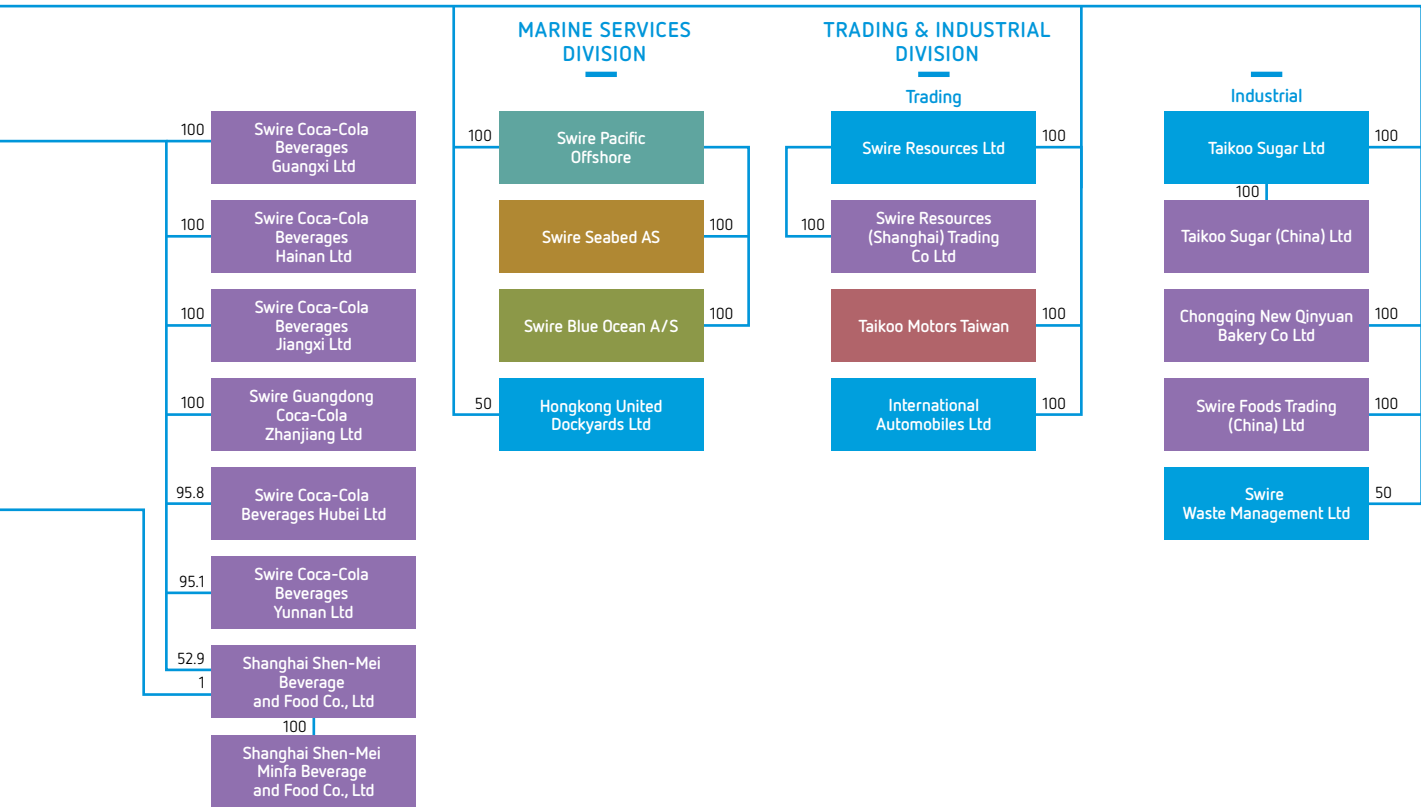 100
Swire Coca-Cola
Beverages
Guangxi Ltd
100
Swire Coca-Cola
Beverages
Hainan Ltd
100
Swire Coca-Cola
Beverages
Jiangxi Ltd
100
Swire Guangdong
Coca-Cola
Zhanjiang Ltd
95.8
Swire Coca-Cola
Beverages Hubei Ltd
95.1
Swire Coca-Cola
Beverages
Yunnan Ltd
52.9
1
Shanghai Shen-Mei
Beverage
and Food Co., Ltd
100
Shanghai Shen-Mei
Minfa Beverage
and Food Co., Ltd
MARINE SERVICES
DIVISION
100
Swire Pacific
Offshore
Swire Seabed AS
100
Swire Blue Ocean A/S
100
50
Hongkong United
Dockyards Ltd
TRADING & INDUSTRIAL
DIVISION
Trading
Swire Resources Ltd
100
100
Swire Resources
(Shanghai) Trading
Co Ltd
Taikoo Motors Taiwan
100
International
Automobiles Ltd
100
Industrial
Taikoo Sugar Ltd
100
100
Taikoo Sugar (China) Ltd
Chongqing New Qinyuan
Bakery Co Ltd
100
Swire Foods Trading
(China) Ltd
100
Swire
Waste Management Ltd
50